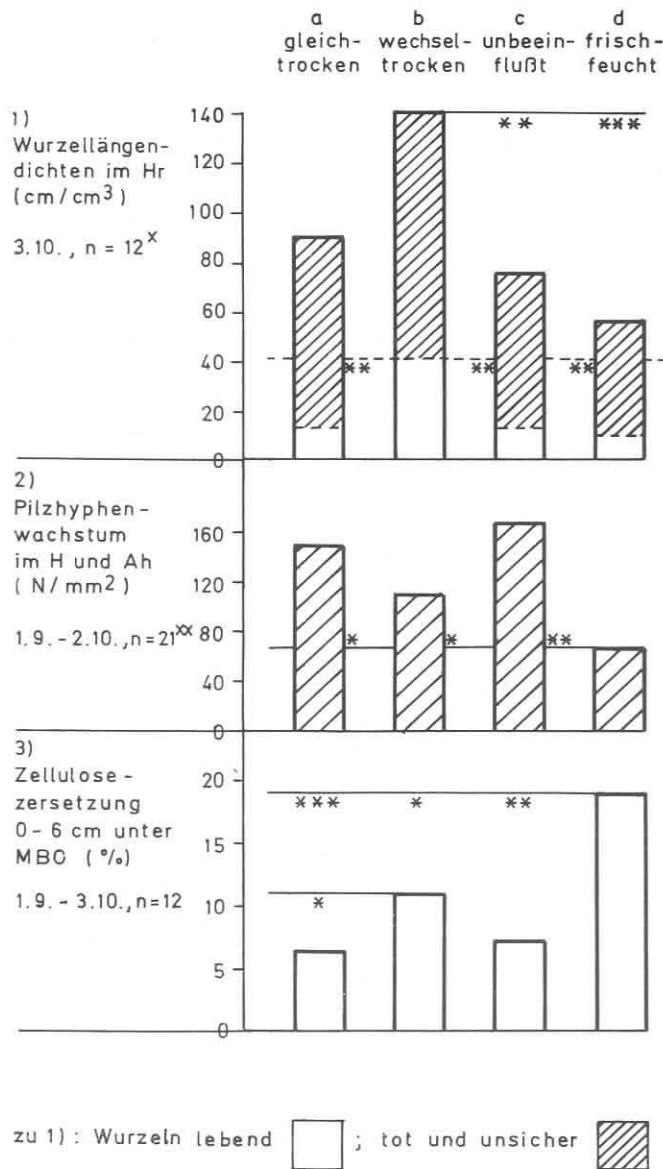 a b c d
gleich- wechsel- unbeein- frisch-
trocken trocken flußt feucht
1)
Wurzellängen-
dichten im Hr
(cm/cm³)
3.10., n = 12ˣ
140
120
100
80
60
40
20
0
** ***
** ** **
2)
Pilzhyphen-
wachstum
im H und Ah
(N/mm²)
1.9.-2.10.,n=21ˣˣ
160
120
80
40
0
* * **
3)
Zellulose-
zersetzung
0-6 cm unter
MBO (%)
1.9.-3.10.,n=12
20
15
10
5
0
*** * **
*
zu 1): Wurzeln lebend ; tot und unsicher